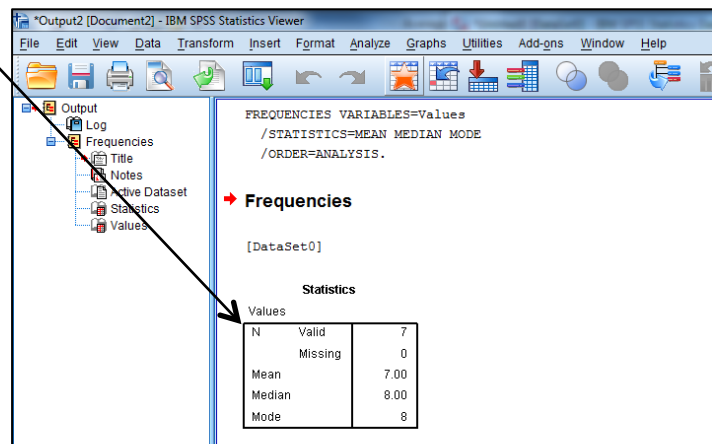 *Output2 [Document2] - IBM SPSS Statistics Viewer
File Edit View Data Transform Insert Format Analyze Graphs Utilities Add-ons Window Help
Output
Log
Frequencies
Title
Notes
Active Dataset
Statistics
Values
FREQUENCIES VARIABLES=Values
/STATISTICS=MEAN MEDIAN MODE
/ORDER=ANALYSIS.
Frequencies
[DataSet0]
Statistics
Values
N Valid 7
Missing 0
Mean 7.00
Median 8.00
Mode 8